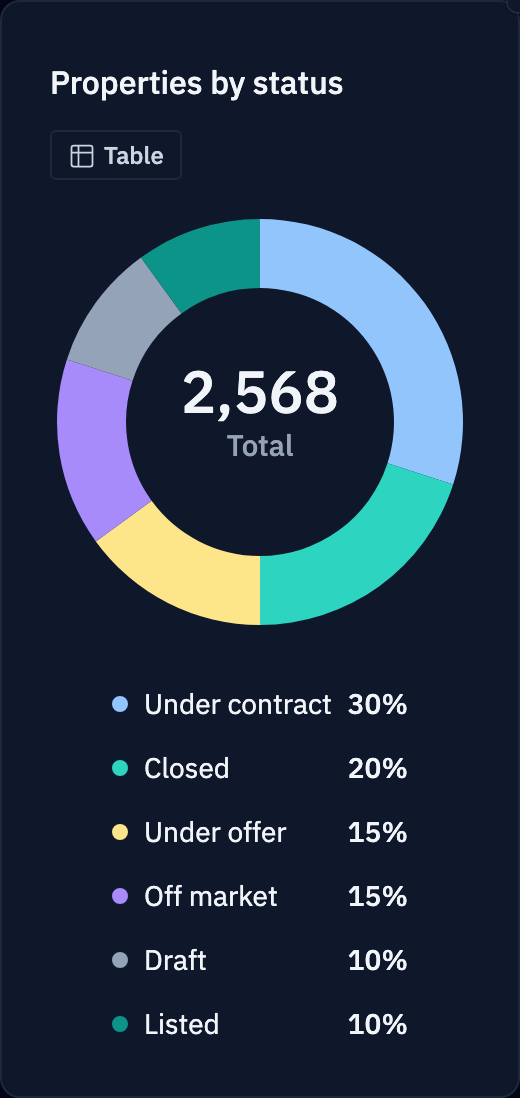 Properties by status
Table
2,568
Total
Under contract 30%
Closed 20%
Under offer 15%
Off market 15%
Draft 10%
Listed 10%